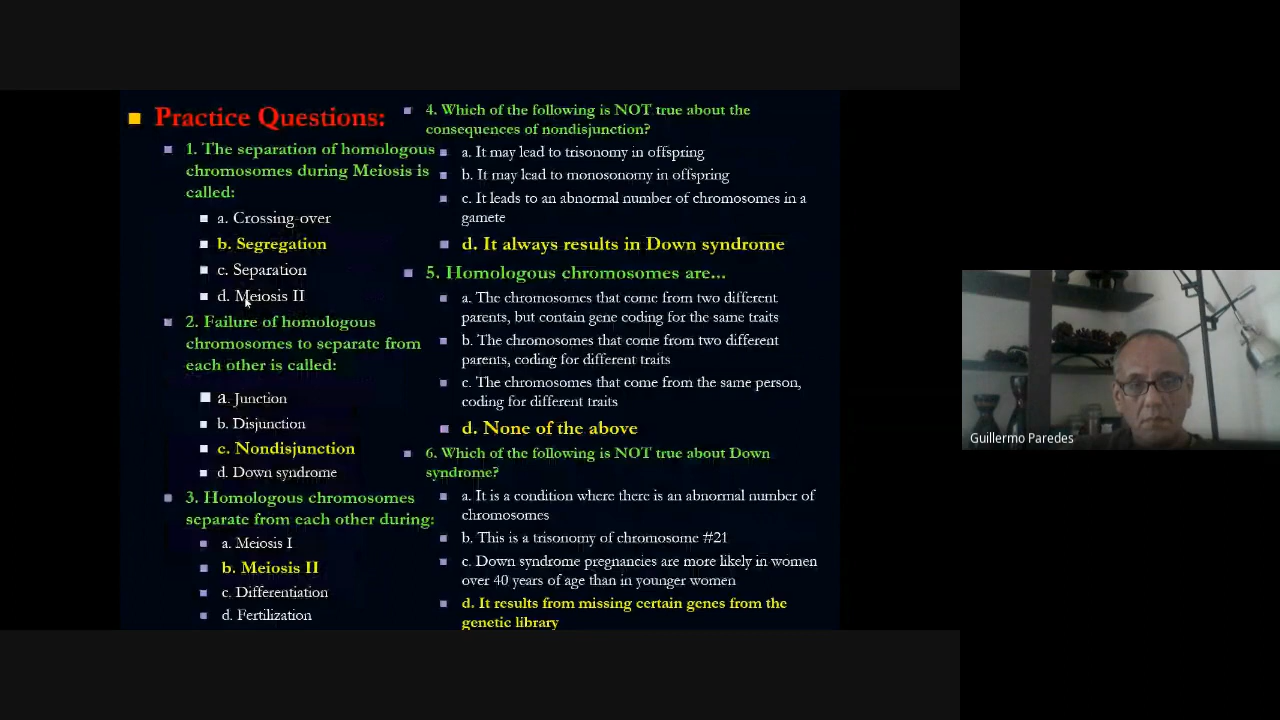 Practice Questions:
1. The separation of homologous
chromosomes during Meiosis is
called:
a. Crossing-over
b. Segregation
c. Separation
d. Meiosis II
2. Failure of homologous
chromosomes to separate from
each other is called:
a. Junction
b. Disjunction
c. Nondisjunction
d. Down syndrome
3. Homologous chromosomes
separate from each other during:
a. Meiosis I
b. Meiosis II
c. Differentiation
d. Fertilization
4. Which of the following is NOT true about the
consequences of nondisjunction?
a. It may lead to trisonomy in offspring
b. It may lead to monosonomy in offspring
c. It leads to an abnormal number of chromosomes in a
gamete
d. It always results in Down syndrome
5. Homologous chromosomes are...
a. The chromosomes that come from two different
parents, but contain gene coding for the same traits
b. The chromosomes that come from two different
parents, coding for different traits
c. The chromosomes that come from the same person,
coding for different traits
d. None of the above
6. Which of the following is NOT true about Down
syndrome?
a. It is a condition where there is an abnormal number of
chromosomes
b. This is a trisonomy of chromosome #21
c. Down syndrome pregnancies are more likely in women
over 40 years of age than in younger women
d. It results from missing certain genes from the
genetic library
Guillermo Paredes